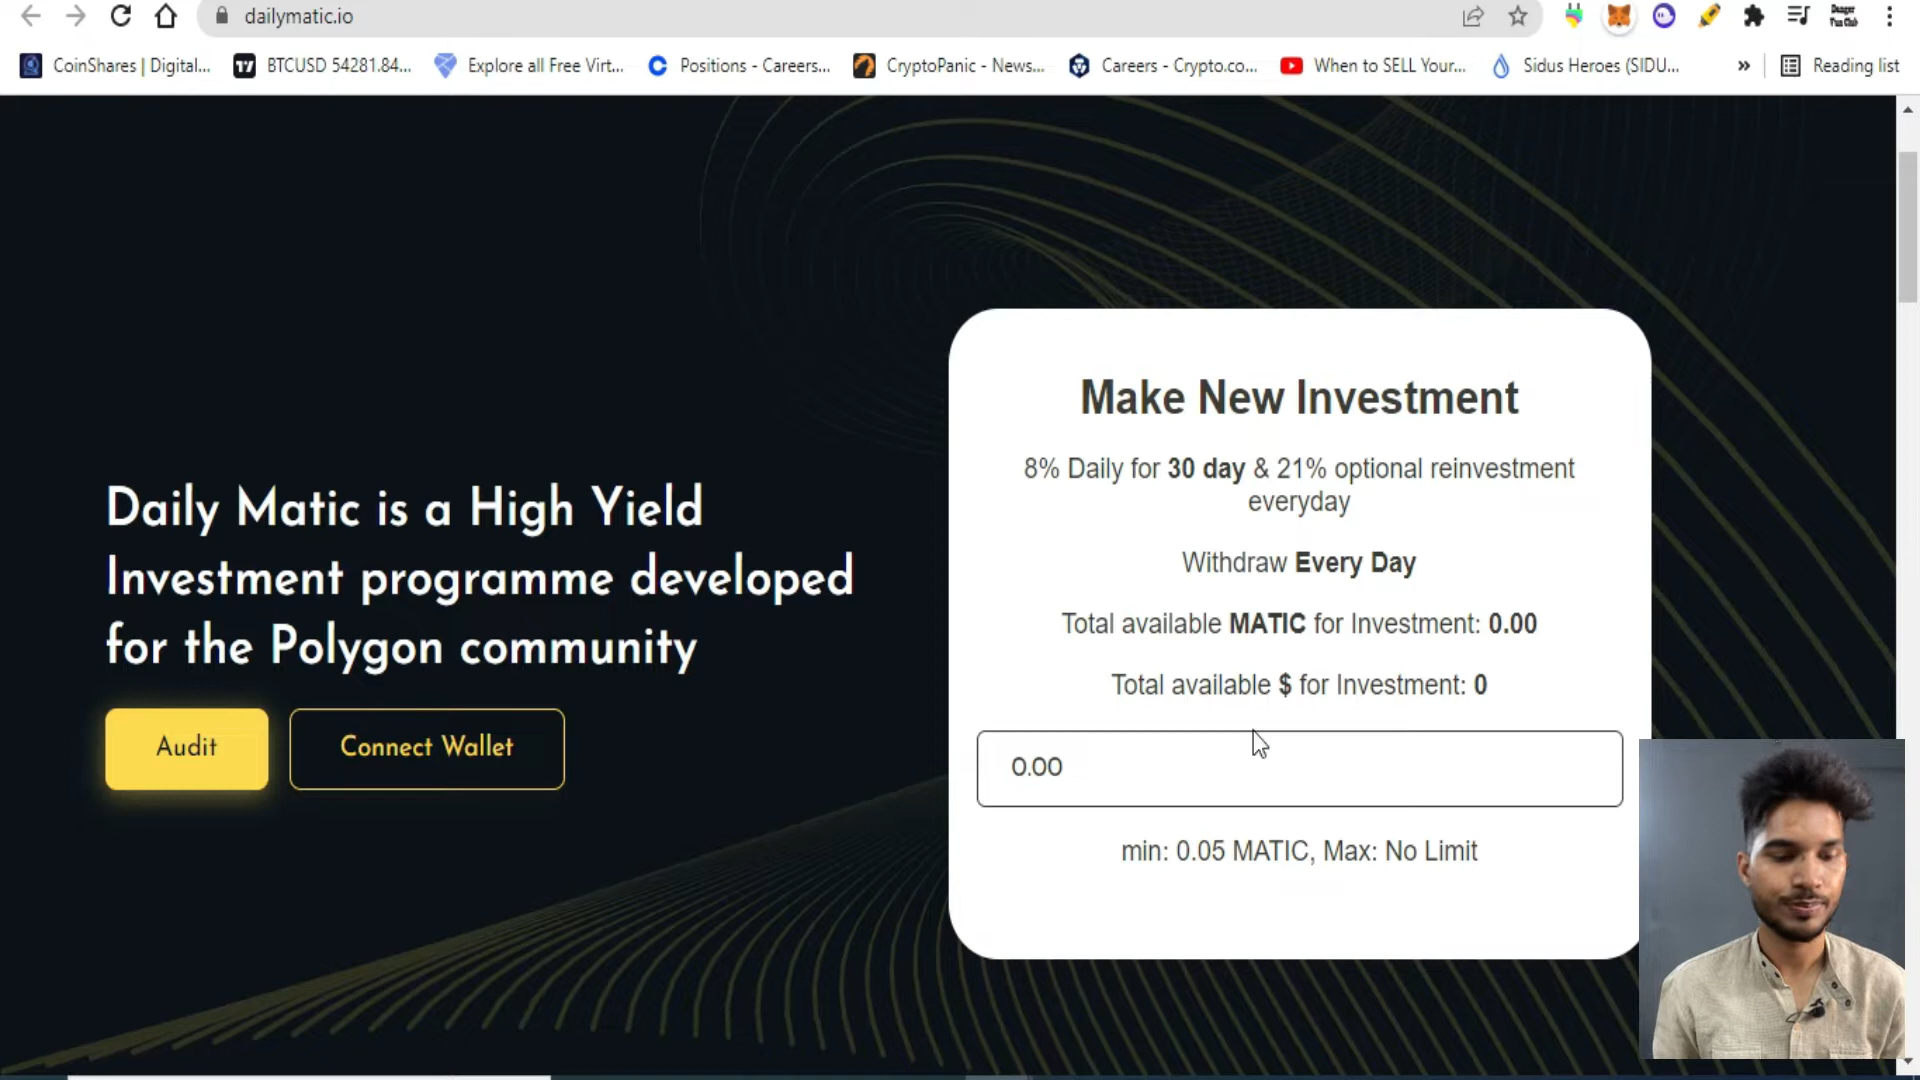 dailymatic.io
CoinShares | Digital...
BTCUSD 54281.84...
Explore all Free Virt...
Positions - Careers...
CryptoPanic - News...
Careers - Crypto.co...
When to SELL Your...
Sidus Heroes (SIDU...
»
Reading list
Daily Matic is a High Yield
Investment programme developed
for the Polygon community
Audit
Connect Wallet
Make New Investment
8% Daily for 30 day & 21% optional reinvestment
everyday
Withdraw Every Day
Total available MATIC for Investment: 0.00
Total available $ for Investment: 0
0.00
min: 0.05 MATIC, Max: No Limit